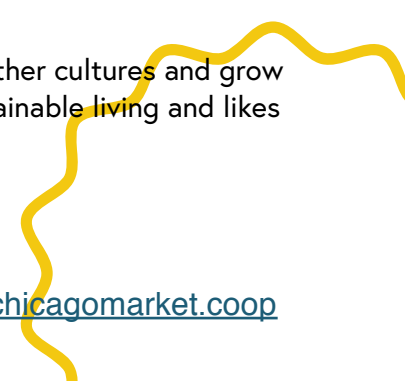 ther cultures and grow
ainable living and likes
chicagomarket.coop